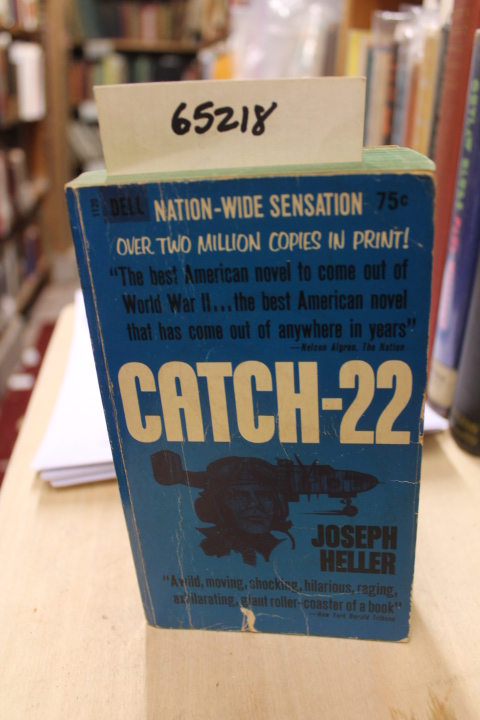 65218
1120 DELL NATION-WIDE SENSATION 75¢
OVER TWO MILLION COPIES IN PRINT!
"The best American novel to come out of
World War II...the best American novel
that has come out of anywhere in years"
—Nelson Algren, The Nation
CATCH-22
JOSEPH
HELLER
"A wild, moving, shocking, hilarious, raging,
exhilarating, giant roller-coaster of a book"
—New York Herald Tribune